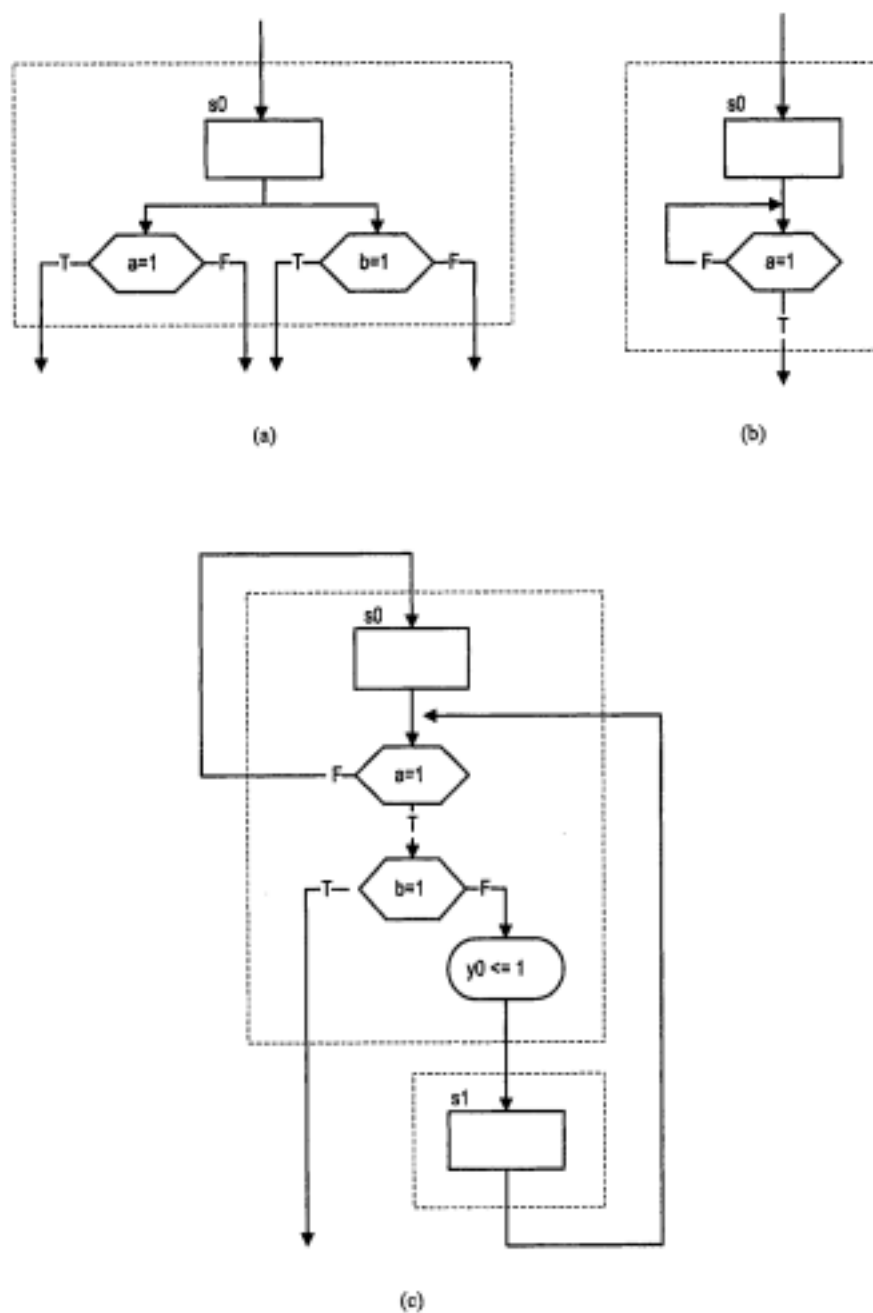 s0
s0
T a=1 F
T b=1 F
F a=1
T
(a)
(b)
s0
F a=1
T
T b=1 F
y0 <= 1
s1
(c)